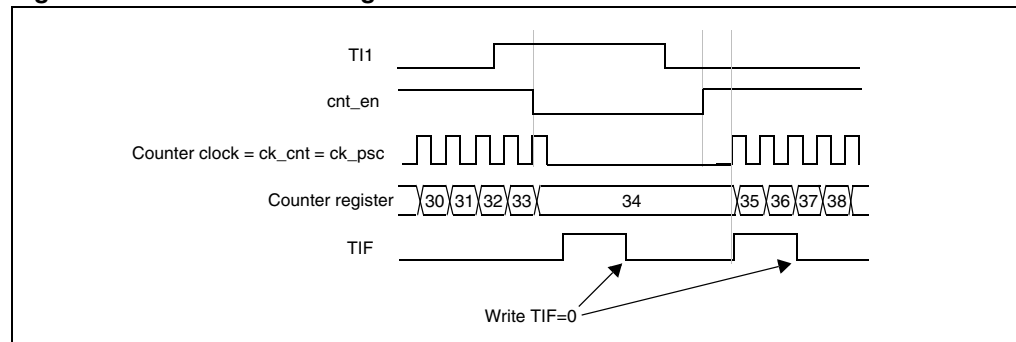 TI1
cnt_en
Counter clock = ck_cnt = ck_psc
Counter register 30 31 32 33 34 35 36 37 38
TIF
Write TIF=0